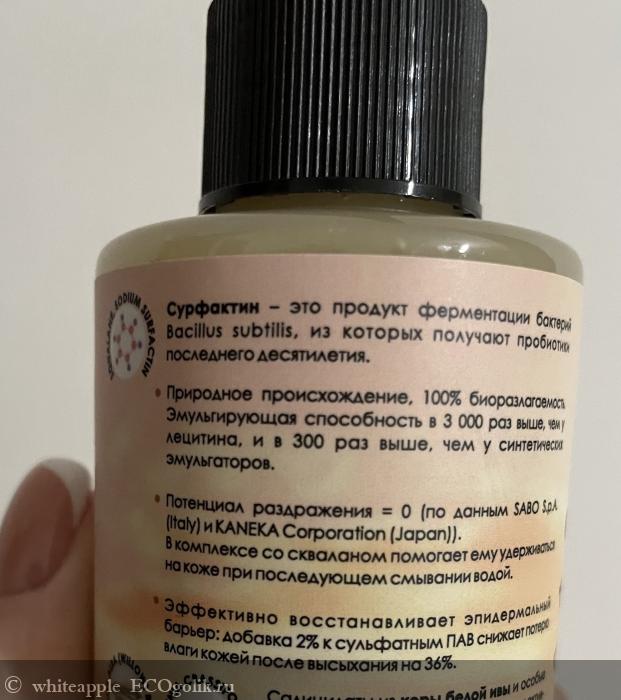 SQUALANE SODIUM SURFACTIN
Сурфактин – это продукт ферментации бактерий
Bacillus subtilis, из которых получают пробиотики
последнего десятилетия.
• Природное происхождение, 100% биоразлагаемость.
Эмульгирующая способность в 3 000 раз выше, чем у
лецитина, и в 300 раз выше, чем у синтетических
эмульгаторов.
• Потенциал раздражения = 0 (по данным SABO S.p.A.
(Italy) и KANEKA Corporation (Japan)).
В комплексе со скваланом помогает ему удерживаться
на коже при последующем смывании водой.
• Эффективно восстанавливает эпидермальный
барьер: добавка 2% к сульфатным ПАВ снижает потерю
влаги кожей после высыхания на 36%.
коры белой ивы и особые
© whiteapple ECOgolik.ru